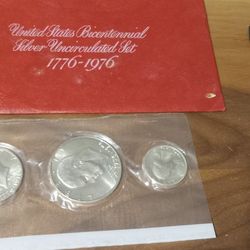 United States Bicentennial
Silver Uncirculated Set
1776-1976